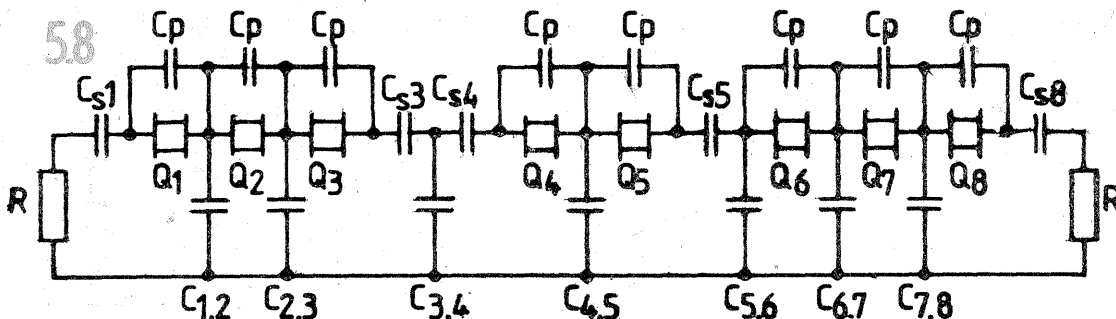 5.8
Cp Cp Cp Cp Cp Cp Cp Cp
Cs1 Cs3 Cs4 Cs5 Cs8
Q1 Q2 Q3 Q4 Q5 Q6 Q7 Q8
R R
C1,2 C2,3 C3,4 C4,5 C5,6 C6,7 C7,8